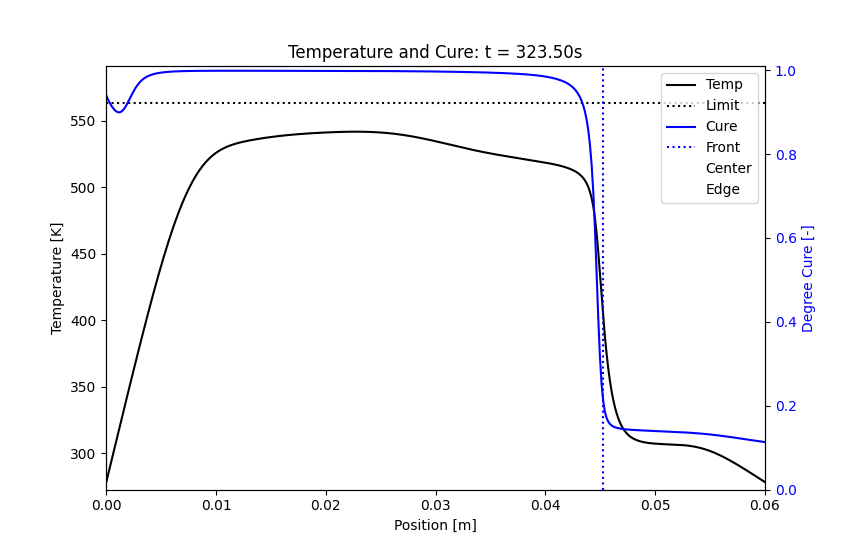 Temperature and Cure: t = 323.50s
Temp
Limit
Cure
Front
Center
Edge
550
500
450
400
350
300
Temperature [K]
1.0
0.8
0.6
0.4
0.2
0.0
Degree Cure [-]
0.00 0.01 0.02 0.03 0.04 0.05 0.06
Position [m]